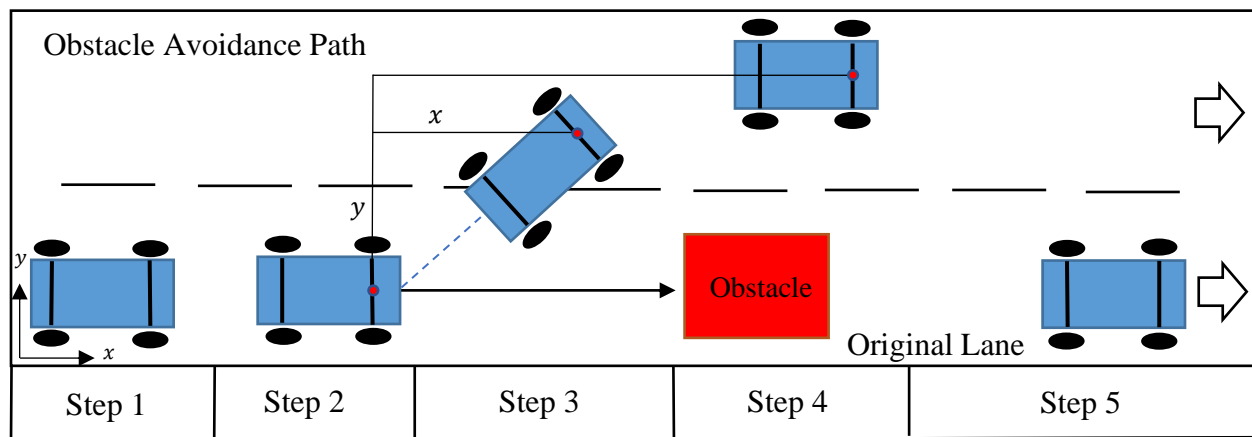 Obstacle Avoidance Path
x
y
y
x
Obstacle
Original Lane
Step 1
Step 2
Step 3
Step 4
Step 5